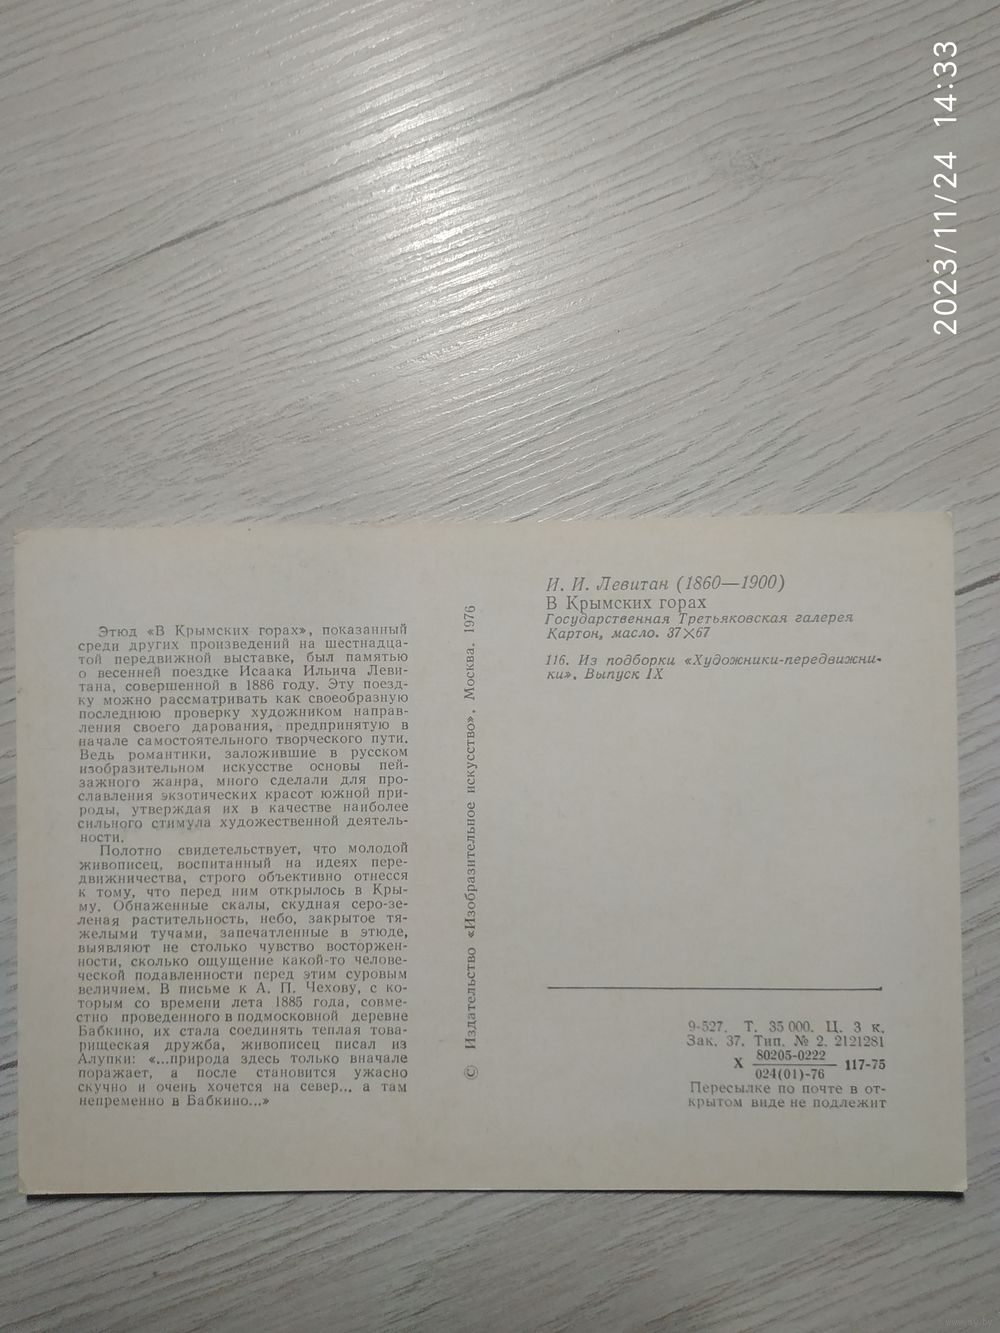 2023/11/24 14:33
Этюд «В Крымских горах», показанный
среди других произведений на шестнадца-
той передвижной выставке, был памятью
о весенней поездке Исаака Ильича Леви-
тана, совершенной в 1886 году. Эту поезд-
ку можно рассматривать как своеобразную
последнюю проверку художником направ-
ления своего дарования, предпринятую в
начале самостоятельного творческого пути.
Ведь романтики, заложившие в русском
изобразительном искусстве основы пей-
зажного жанра, много сделали для про-
славления экзотических красот южной при-
роды, утверждая их в качестве наиболее
сильного стимула художественной деятель-
ности.
Полотно свидетельствует, что молодой
живописец, воспитанный на идеях пере-
движничества, строго объективно отнесся
к тому, что перед ним открылось в Кры-
му. Обнаженные скалы, скудная серо-зе-
леная растительность, небо, закрытое тя-
желыми тучами, запечатленные в этюде,
выявляют не столько чувство восторжен-
ности, сколько ощущение какой-то челове-
ческой подавленности перед этим суровым
величием. В письме к А. П. Чехову, с ко-
торым со времени лета 1885 года, совме-
стно проведенного в подмосковной деревне
Бабкино, их стала соединять теплая това-
рищеская дружба, живописец писал из
Алупки: «...природа здесь только вначале
поражает, а после становится ужасно
скучно и очень хочется на север... а там
непременно в Бабкино...»
© Издательство «Изобразительное искусство». Москва. 1976
И. И. Левитан (1860—1900)
В Крымских горах
Государственная Третьяковская галерея
Картон, масло. 37×67
116. Из подборки «Художники-передвижни-
ки». Выпуск IX
9-527. Т. 35 000. Ц. 3 к.
Зак. 37. Тип. № 2. 2121281
Х 80205-0222 117-75
024(01)-76
Пересылке по почте в от-
крытом виде не подлежит
www.ay.by